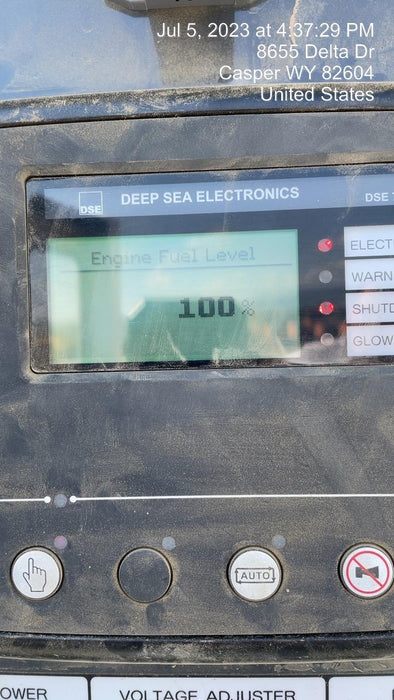 Jul 5, 2023 at 4:37:29 PM
8655 Delta Dr
Casper WY 82604
United States
DSE DEEP SEA ELECTRONICS DSE
Engine Fuel Level
100 %
ELECT
WARN
SHUTD
GLOW
AUTO
OWER VOLTAGE ADJUSTER